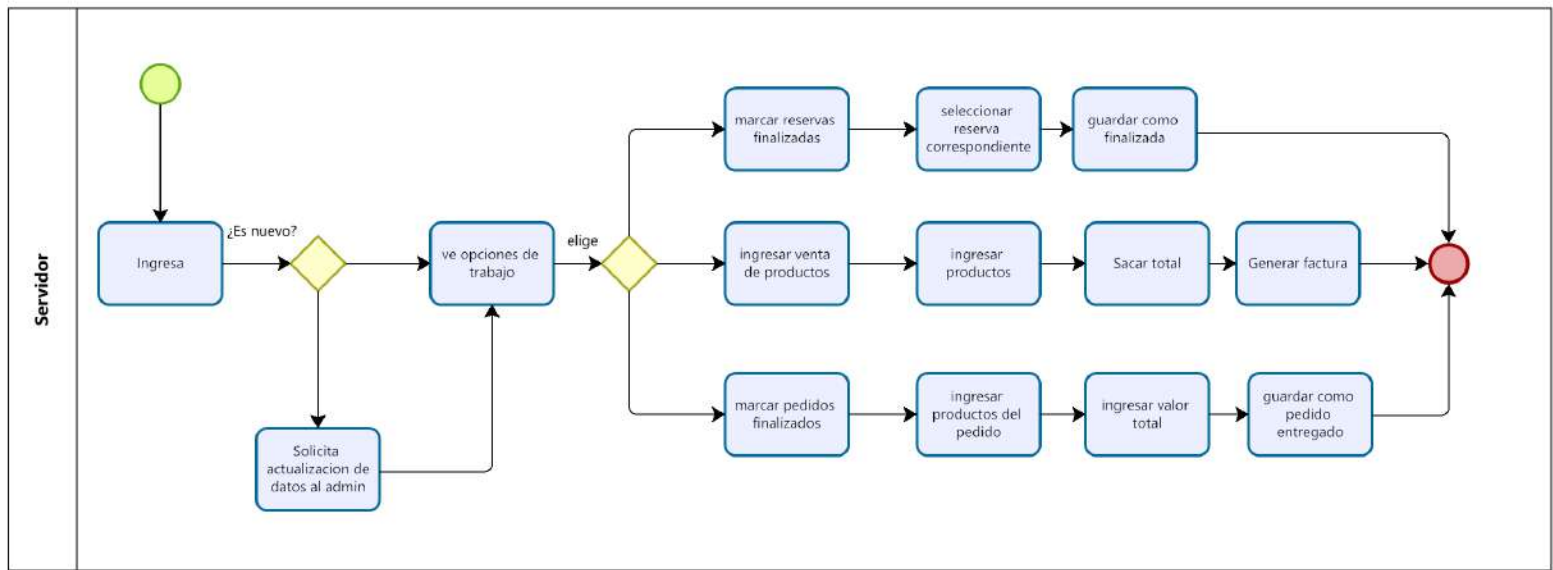 Servidor
Ingresa
¿Es nuevo?
Solicita
actualizacion de
datos al admin
ve opciones de
trabajo
elige
marcar reservas
finalizadas
seleccionar
reserva
correspondiente
guardar como
finalizada
ingresar venta
de productos
ingresar
productos
Sacar total
Generar factura
marcar pedidos
finalizados
ingresar
productos del
pedido
ingresar valor
total
guardar como
pedido
entregado